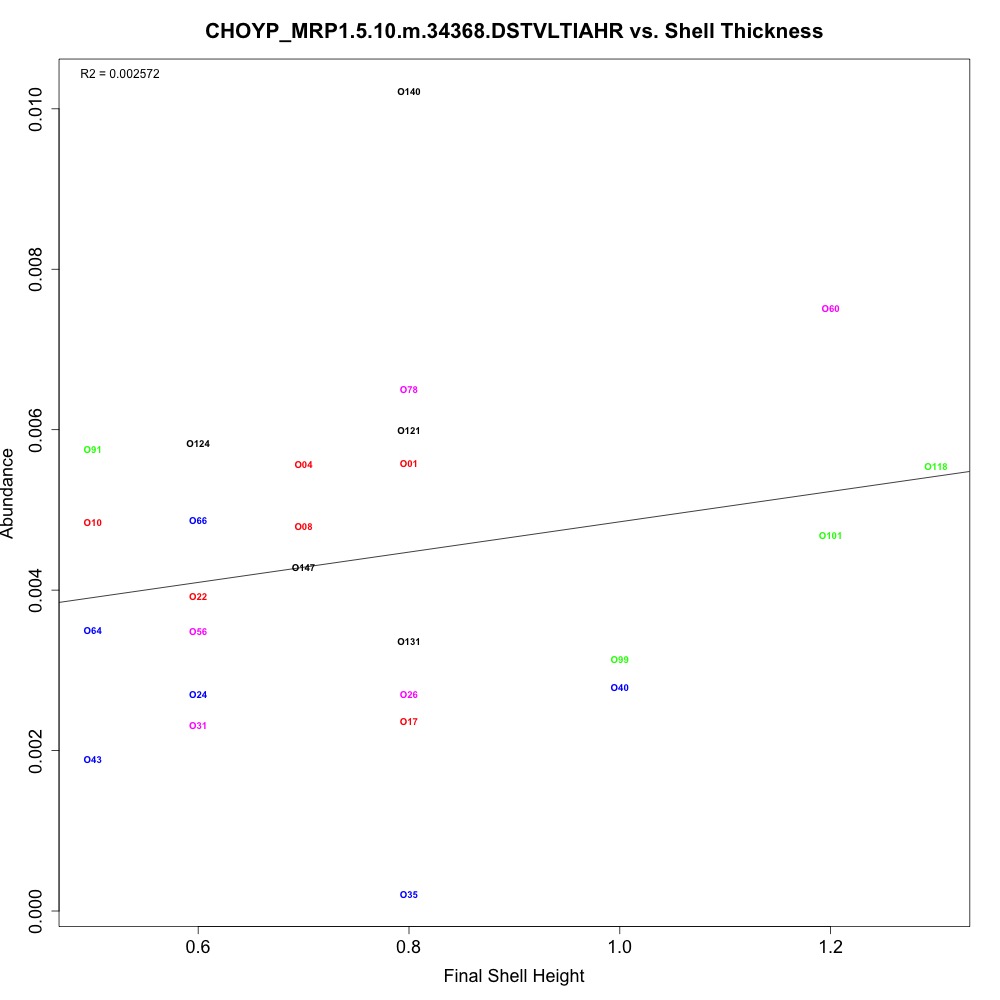 CHOYP_MRP1.5.10.m.34368.DSTVLTIAHR vs. Shell Thickness
R2 = 0.002572
O140
0.010
0.008
O60
O78
0.006
O121
O124
O91
O04
O01
O118
O10
O66
O08
O101
Abundance
O147
0.004
O22
O64
O56
O131
O99
O40
O24
O26
O31
O17
0.002
O43
O35
0.000
0.6 0.8 1.0 1.2
Final Shell Height